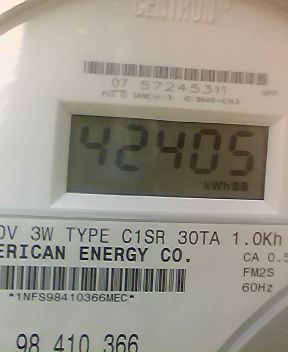 CENTRON®
07 57245311
42405
kWh
0V 3W TYPE C1SR 30TA 1.0Kh
ERICAN ENERGY CO.
CA 0.5
FM2S
*1NFS98410366MEC*
60Hz
98 410 366